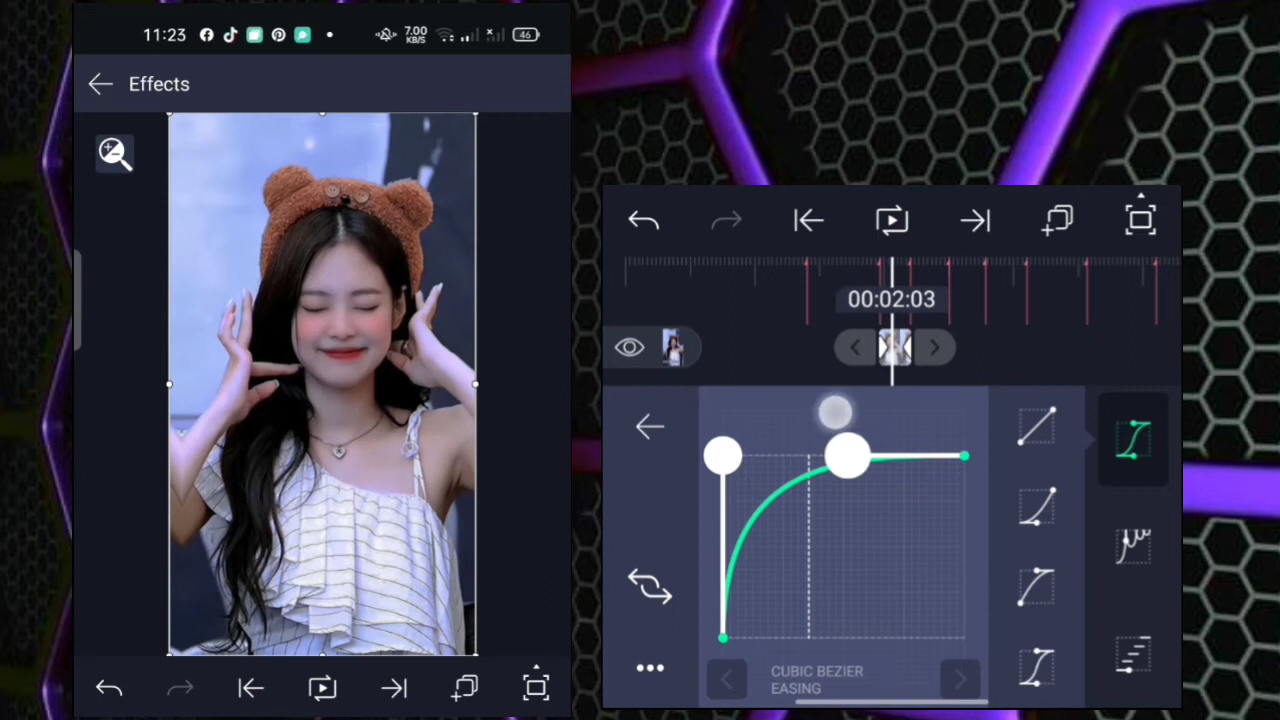 11:23
7.00
KB/S
46
Effects
00:02:03
CUBIC BEZIER
EASING